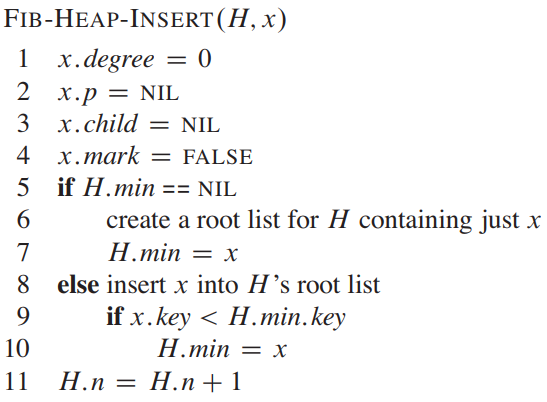 FIB-HEAP-INSERT(H, x)
1 x.degree = 0
2 x.p = NIL
3 x.child = NIL
4 x.mark = FALSE
5 if H.min == NIL
6 create a root list for H containing just x
7 H.min = x
8 else insert x into H's root list
9 if x.key < H.min.key
10 H.min = x
11 H.n = H.n + 1